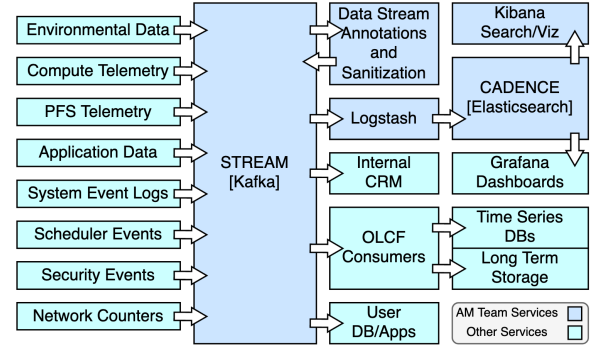 Environmental Data
Compute Telemetry
PFS Telemetry
Application Data
System Event Logs
Scheduler Events
Security Events
Network Counters
STREAM
[Kafka]
Data Stream
Annotations
and
Sanitization
Logstash
Internal
CRM
OLCF
Consumers
User
DB/Apps
Kibana
Search/Viz
CADENCE
[Elasticsearch]
Grafana
Dashboards
Time Series
DBs
Long Term
Storage
AM Team Services
Other Services